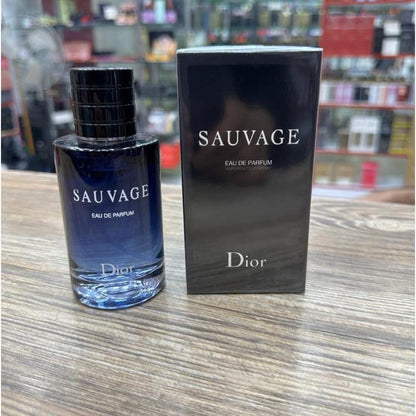 SAUVAGE
EAU DE PARFUM
Dior
SAUVAGE
EAU DE PARFUM
Dior